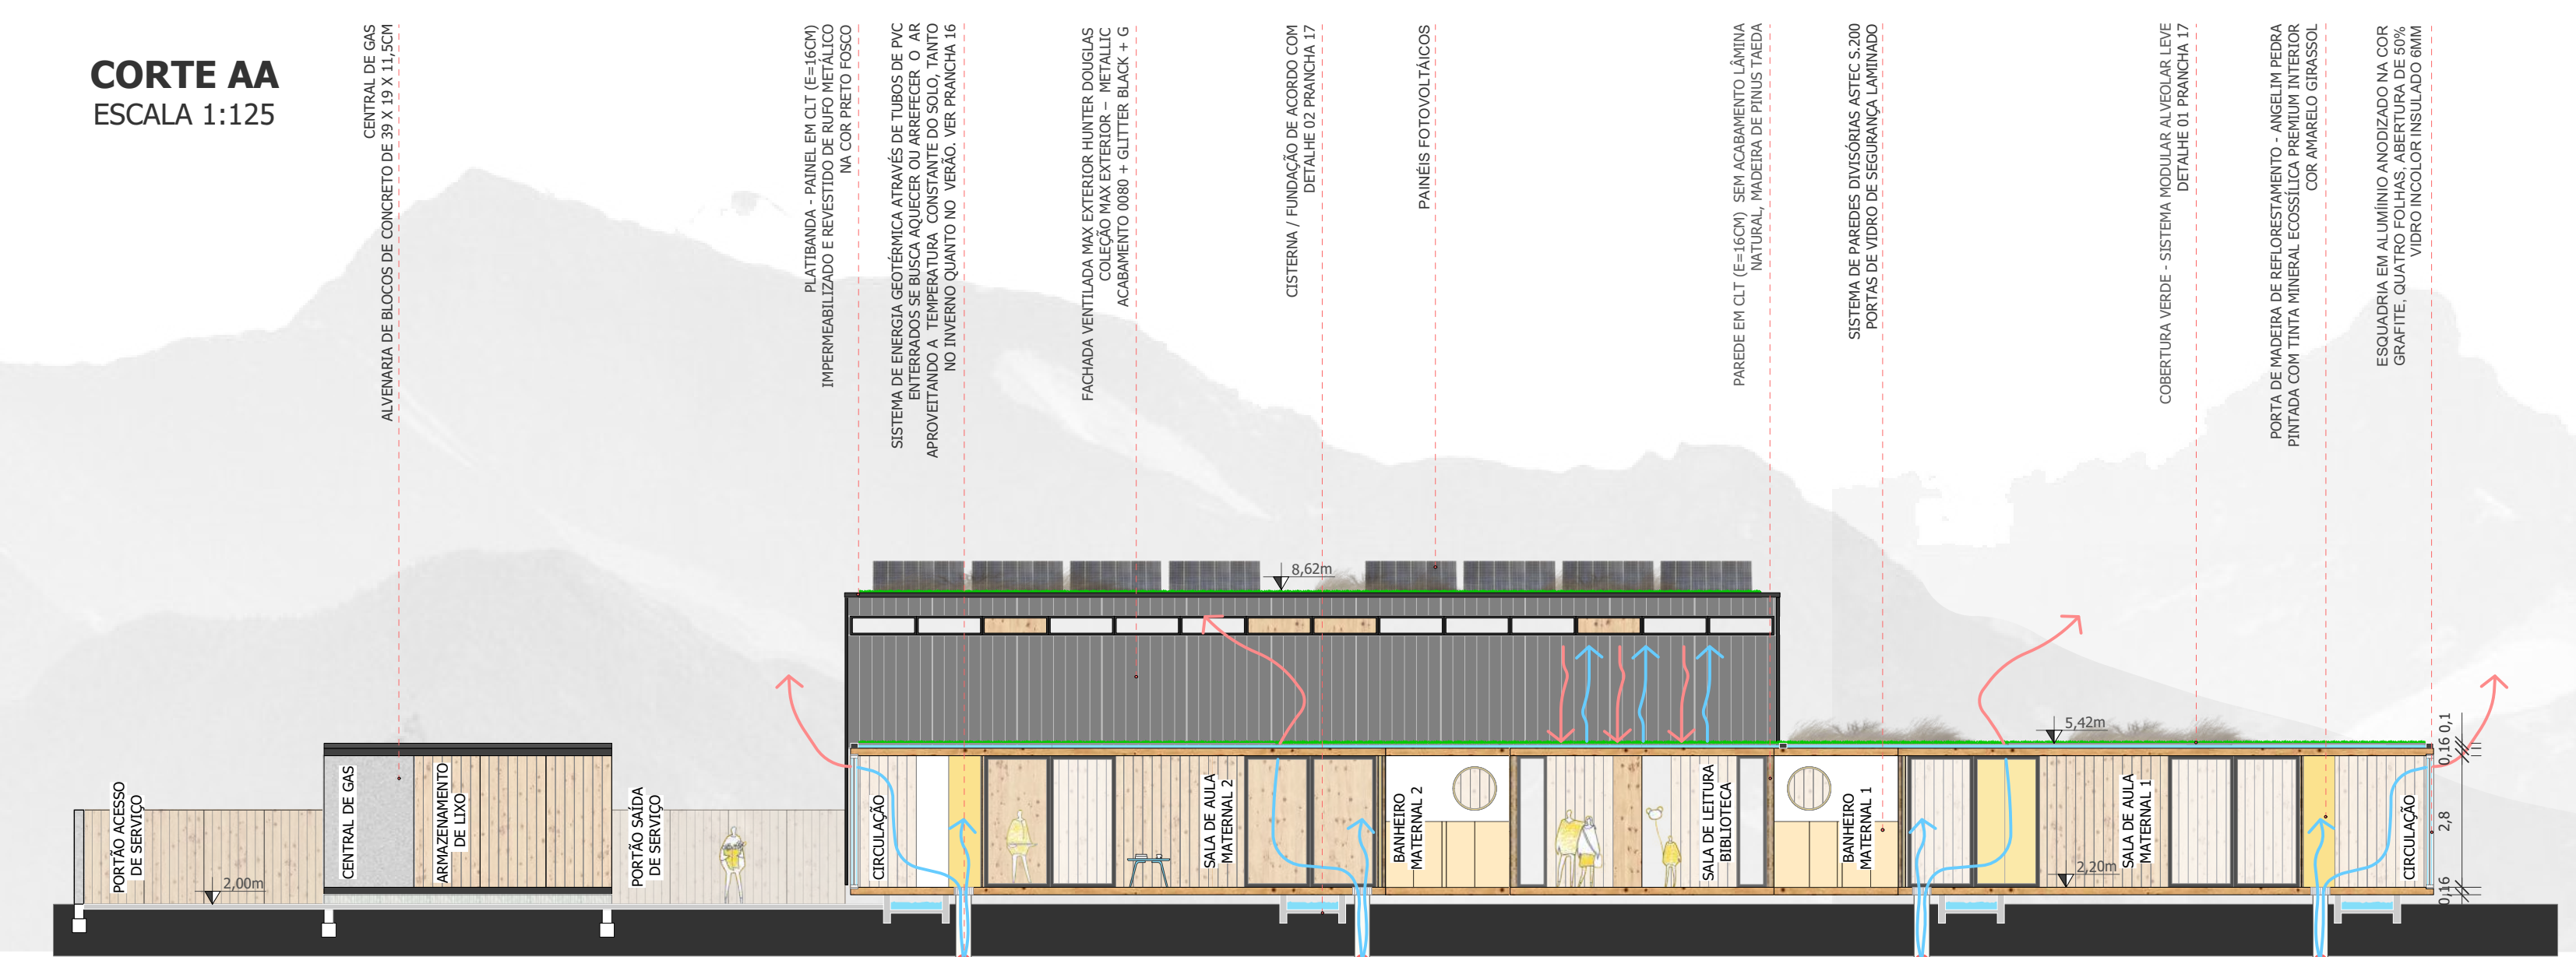 CORTE AA
ESCALA 1:125
CENTRAL DE GAS
ALVENARIA DE BLOCOS DE CONCRETO DE 39 X 19 X 11,5CM
PLATIBANDA - PAINEL EM CLT (E=16CM)
IMPERMEABILIZADO E REVESTIDO DE RUFO METÁLICO
NA COR PRETO FOSCO
SISTEMA DE ENERGIA GEOTÉRMICA ATRAVÉS DE TUBOS DE PVC
ENTERRADOS SE BUSCA AQUECER OU ARREFECER O AR
APROVEITANDO A TEMPERATURA CONSTANTE DO SOLO, TANTO
NO INVERNO QUANTO NO VERÃO. VER PRANCHA 16
FACHADA VENTILADA MAX EXTERIOR HUNTER DOUGLAS
COLEÇÃO MAX EXTERIOR – METALLIC
ACABAMENTO 0080 + GLITTER BLACK + G
CISTERNA / FUNDAÇÃO DE ACORDO COM
DETALHE 02 PRANCHA 17
PAINÉIS FOTOVOLTÁICOS
PAREDE EM CLT (E=16CM) SEM ACABAMENTO LÂMINA
NATURAL, MADEIRA DE PINUS TAEDA
SISTEMA DE PAREDES DIVISÓRIAS ASTEC S.200
PORTAS DE VIDRO DE SEGURANÇA LAMINADO
COBERTURA VERDE - SISTEMA MODULAR ALVEOLAR LEVE
DETALHE 01 PRANCHA 17
PORTA DE MADEIRA DE REFLORESTAMENTO - ANGELIM PEDRA
PINTADA COM TINTA MINERAL ECOSSÍLICA PREMIUM INTERIOR
COR AMARELO GIRASSOL
ESQUADRIA EM ALUMÍINIO ANODIZADO NA COR
GRAFITE, QUATRO FOLHAS, ABERTURA DE 50%
VIDRO INCOLOR INSULADO 6MM
8,62m
5,42m
0,1
0,16
2,8
0,16
PORTÃO ACESSO
DE SERVIÇO
2,00m
CENTRAL DE GAS
ARMAZENAMENTO
DE LIXO
PORTÃO SAÍDA
DE SERVIÇO
CIRCULAÇÃO
SALA DE AULA
MATERNAL 2
BANHEIRO
MATERNAL 2
SALA DE LEITURA
BIBLIOTECA
BANHEIRO
MATERNAL 1
2,20m
SALA DE AULA
MATERNAL 1
CIRCULAÇÃO